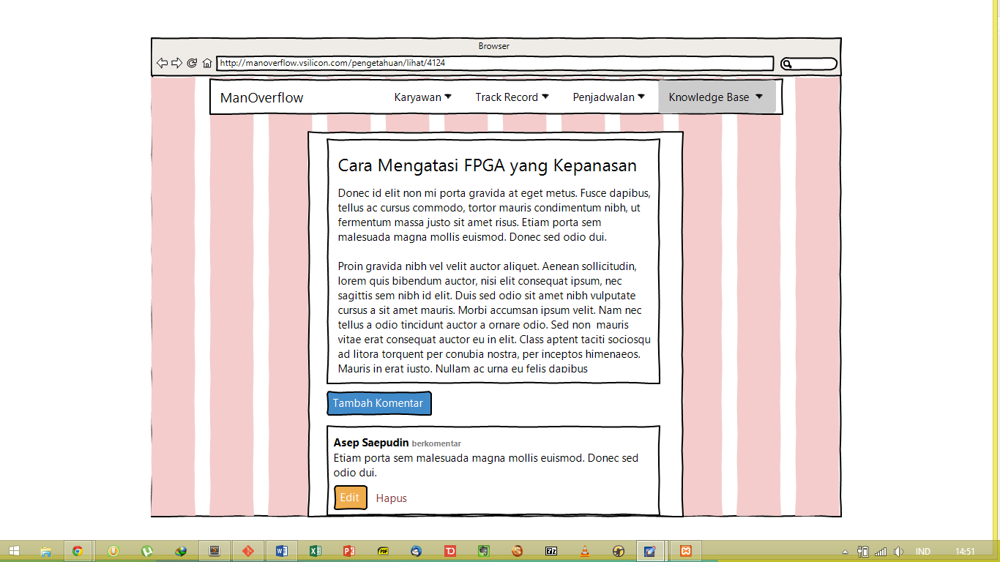 Browser
http://manoverflow.vsilicon.com/pengetahuan/lihat/4124
ManOverflow Karyawan Track Record Penjadwalan Knowledge Base
Cara Mengatasi FPGA yang Kepanasan
Donec id elit non mi porta gravida at eget metus. Fusce dapibus,
tellus ac cursus commodo, tortor mauris condimentum nibh, ut
fermentum massa justo sit amet risus. Etiam porta sem
malesuada magna mollis euismod. Donec sed odio dui.
Proin gravida nibh vel velit auctor aliquet. Aenean sollicitudin,
lorem quis bibendum auctor, nisi elit consequat ipsum, nec
sagittis sem nibh id elit. Duis sed odio sit amet nibh vulputate
cursus a sit amet mauris. Morbi accumsan ipsum velit. Nam nec
tellus a odio tincidunt auctor a ornare odio. Sed non  mauris
vitae erat consequat auctor eu in elit. Class aptent taciti sociosqu
ad litora torquent per conubia nostra, per inceptos himenaeos.
Mauris in erat justo. Nullam ac urna eu felis dapibus
Tambah Komentar
Asep Saepudin berkomentar
Etiam porta sem malesuada magna mollis euismod. Donec sed
odio dui.
Edit Hapus
IND 14:51